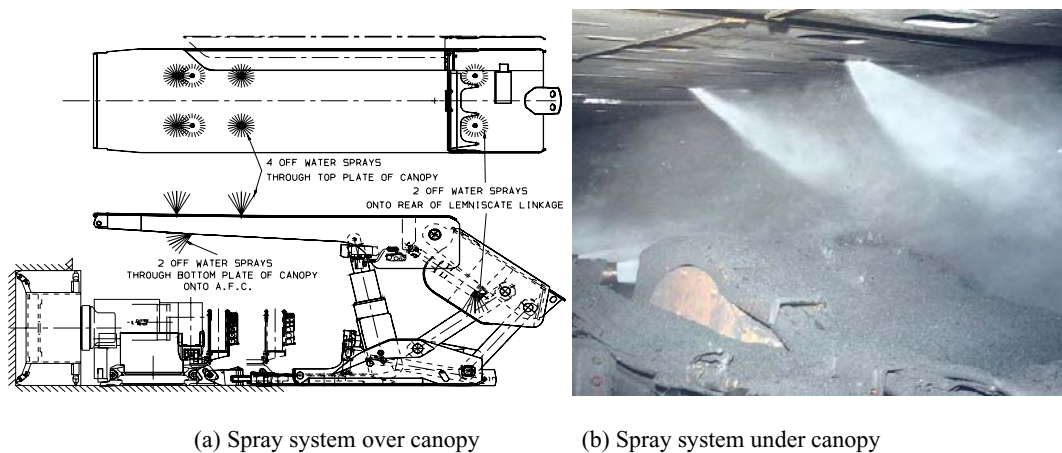 4 OFF WATER SPRAYS
THROUGH TOP PLATE OF CANOPY
2 OFF WATER SPRAYS
ONTO REAR OF LEMNISCATE LINKAGE
2 OFF WATER SPRAYS
THROUGH BOTTOM PLATE OF CANOPY
ONTO A.F.C.
(a) Spray system over canopy
(b) Spray system under canopy